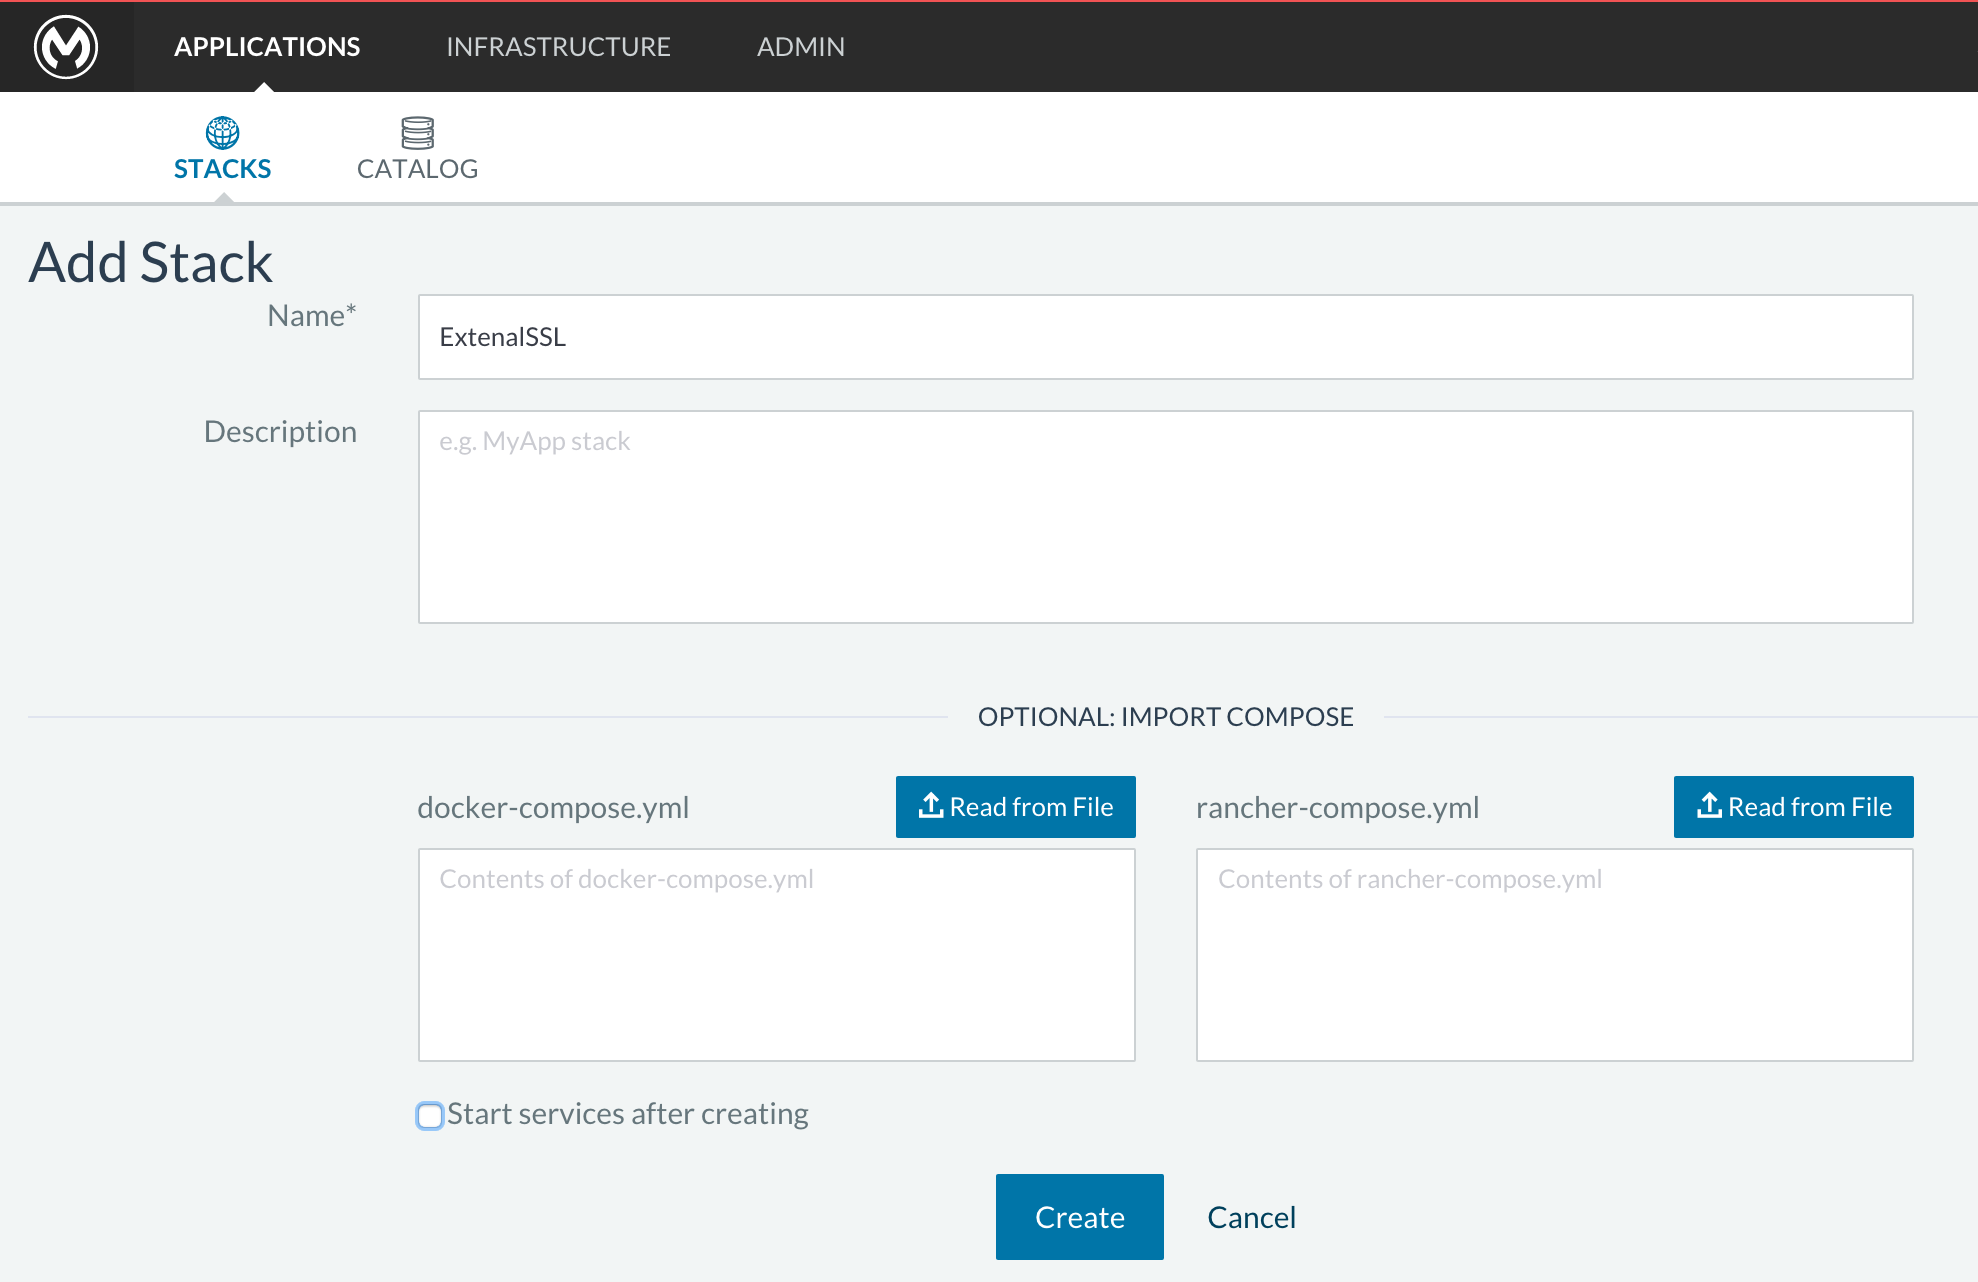 APPLICATIONS INFRASTRUCTURE ADMIN
STACKS CATALOG
Add Stack
Name*
ExtenalSSL
Description
e.g. MyApp stack
OPTIONAL: IMPORT COMPOSE
docker-compose.yml Read from File rancher-compose.yml Read from File
Contents of docker-compose.yml Contents of rancher-compose.yml
Start services after creating
Create Cancel